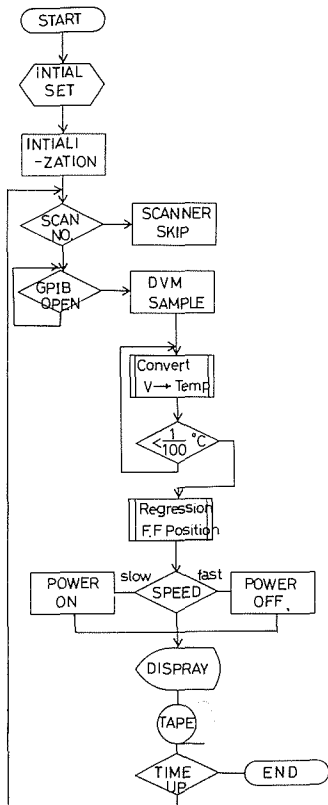 START
INTIAL
SET
INTIALI
-ZATION
SCAN
NO.
SCANNER
SKIP
GPIB
OPEN
DVM
SAMPLE
Convert
V→Temp
<1/100 °C
Regression
F.F Position
slow
SPEED
fast
POWER
ON
POWER
OFF.
DISPRAY
TAPE
TIME
UP
END